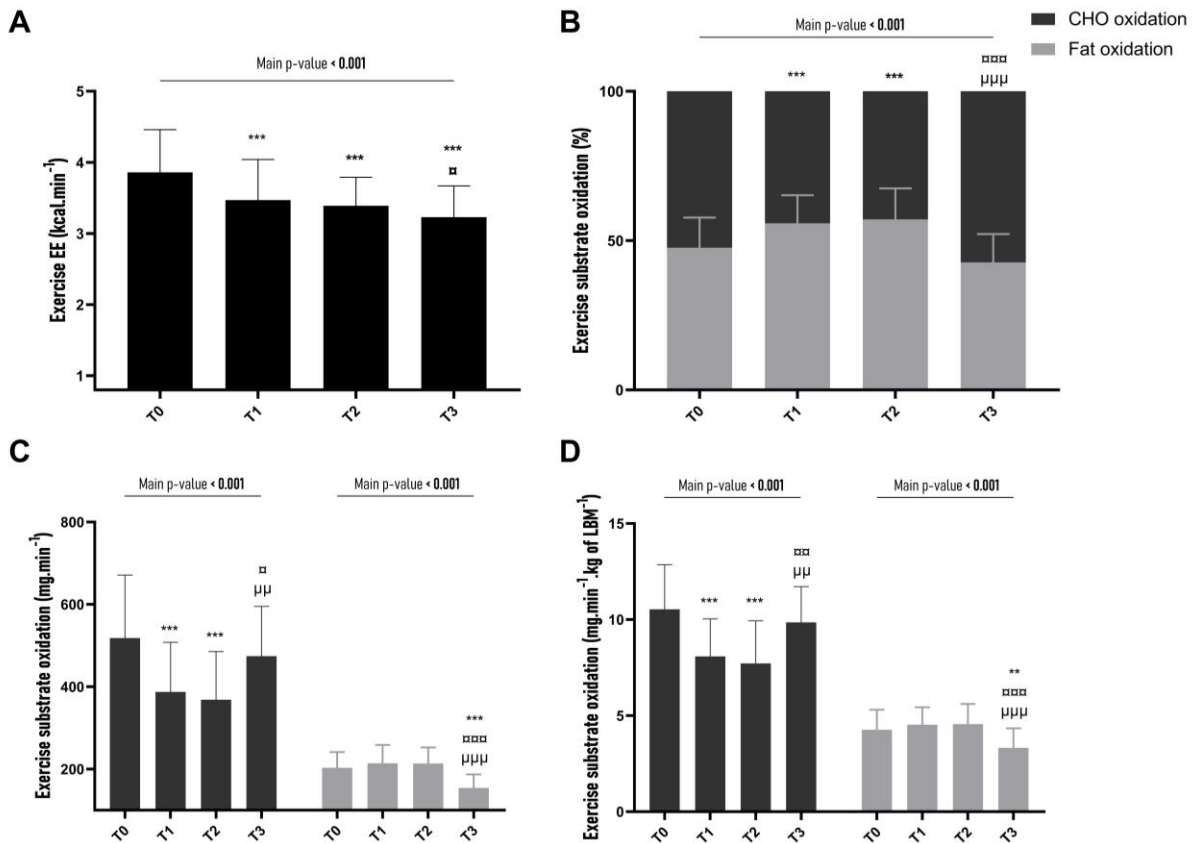 A
Main p-value < 0.001
Exercise EE (kcal.min⁻¹)
5
4
3
2
1
***
***
***
¤
T0
T1
T2
T3
B
Main p-value < 0.001
CHO oxidation
Fat oxidation
Exercise substrate oxidation (%)
100
50
0
***
***
¤¤¤
µµµ
T0
T1
T2
T3
C
Main p-value < 0.001
Main p-value < 0.001
Exercise substrate oxidation (mg.min⁻¹)
800
600
400
200
***
***
¤
µµ
***
¤¤¤
µµµ
T0
T1
T2
T3
T0
T1
T2
T3
D
Main p-value < 0.001
Main p-value < 0.001
Exercise substrate oxidation (mg.min⁻¹.kg of LBM⁻¹)
15
10
5
0
***
***
¤¤
µµ
**
¤¤¤
µµµ
T0
T1
T2
T3
T0
T1
T2
T3